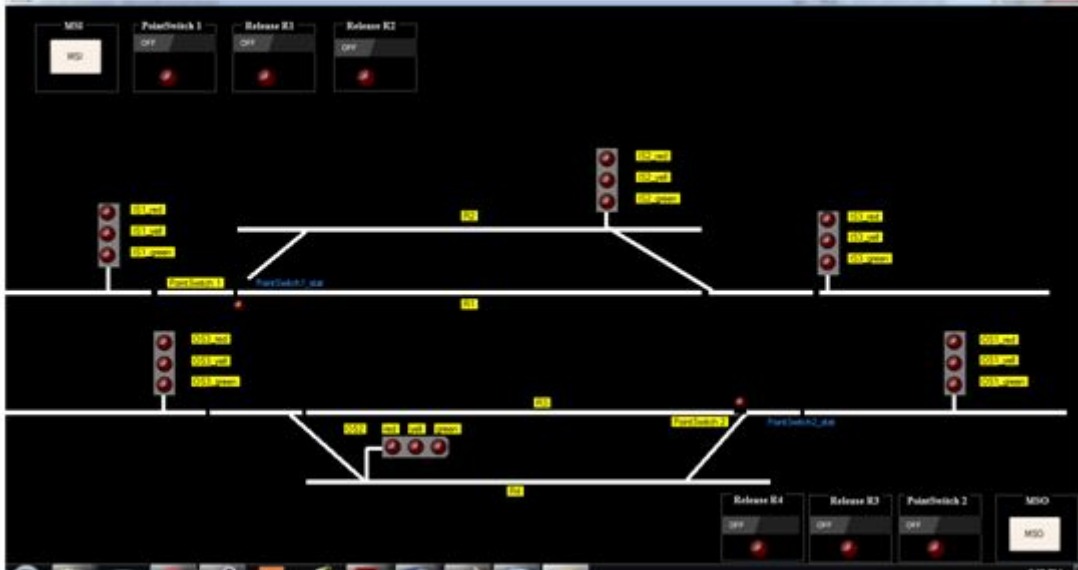 MSI
PointSwitch 1
Release R1
Release R2
MSI
OFF
OFF
OFF
IS2_red
IS2_yell
IS2_green
IS1_red
IS1_yell
IS1_green
R2
IS3_red
IS3_yell
IS3_green
PointSwitch 1
PointSwitch1_stat
R1
OS3_red
OS3_yell
OS3_green
OS1_red
OS1_yell
OS1_green
R3
PointSwitch 2
PointSwitch2_stat
OS2
red
yell
green
R4
Release R4
Release R3
PointSwitch 2
MSO
OFF
OFF
OFF
MSO